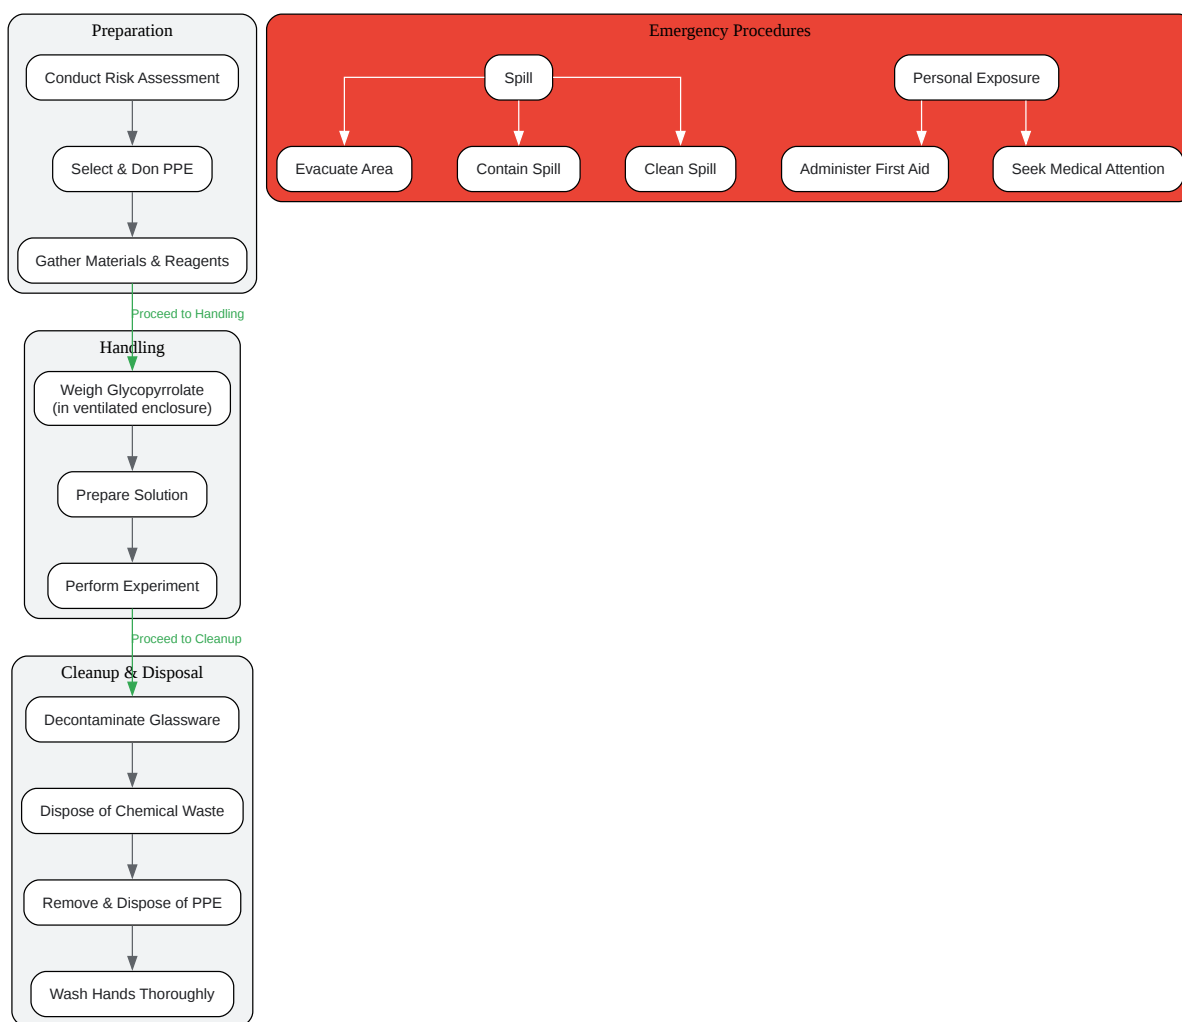 Preparation
Conduct Risk Assessment
Select & Don PPE
Gather Materials & Reagents
Proceed to Handling
Handling
Weigh Glycopyrrolate
(in ventilated enclosure)
Prepare Solution
Perform Experiment
Proceed to Cleanup
Cleanup & Disposal
Decontaminate Glassware
Dispose of Chemical Waste
Remove & Dispose of PPE
Wash Hands Thoroughly
Emergency Procedures
Spill
Evacuate Area
Contain Spill
Clean Spill
Personal Exposure
Administer First Aid
Seek Medical Attention